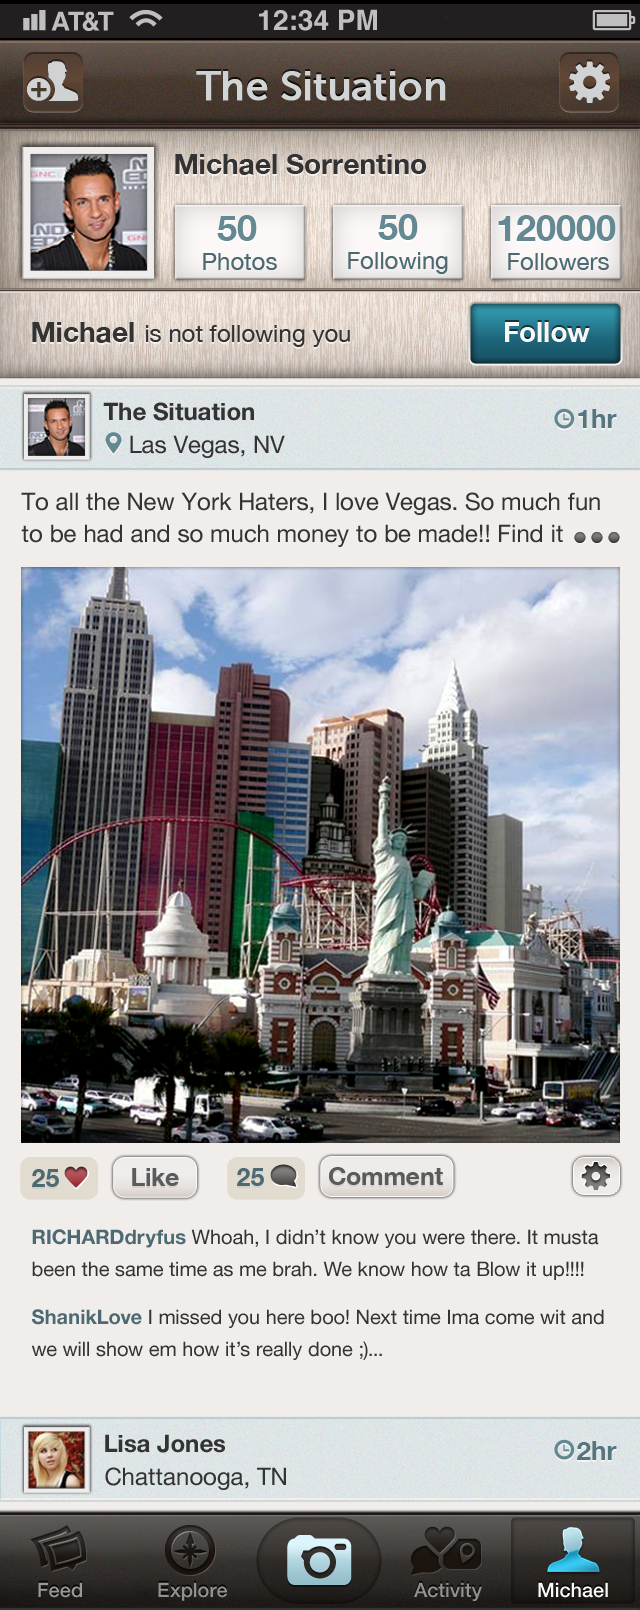 AT&T 12:34 PM
The Situation
Michael Sorrentino
50 50 120000
Photos Following Followers
Michael is not following you Follow
The Situation 1hr
Las Vegas, NV
To all the New York Haters, I love Vegas. So much fun
to be had and so much money to be made!! Find it
25 Like 25 Comment
RICHARDdryfus Whoah, I didn't know you were there. It musta
been the same time as me brah. We know how ta Blow it up!!!!
ShanikLove I missed you here boo! Next time Ima come wit and
we will show em how it's really done ;)...
Lisa Jones 2hr
Chattanooga, TN
Feed Explore Activity Michael